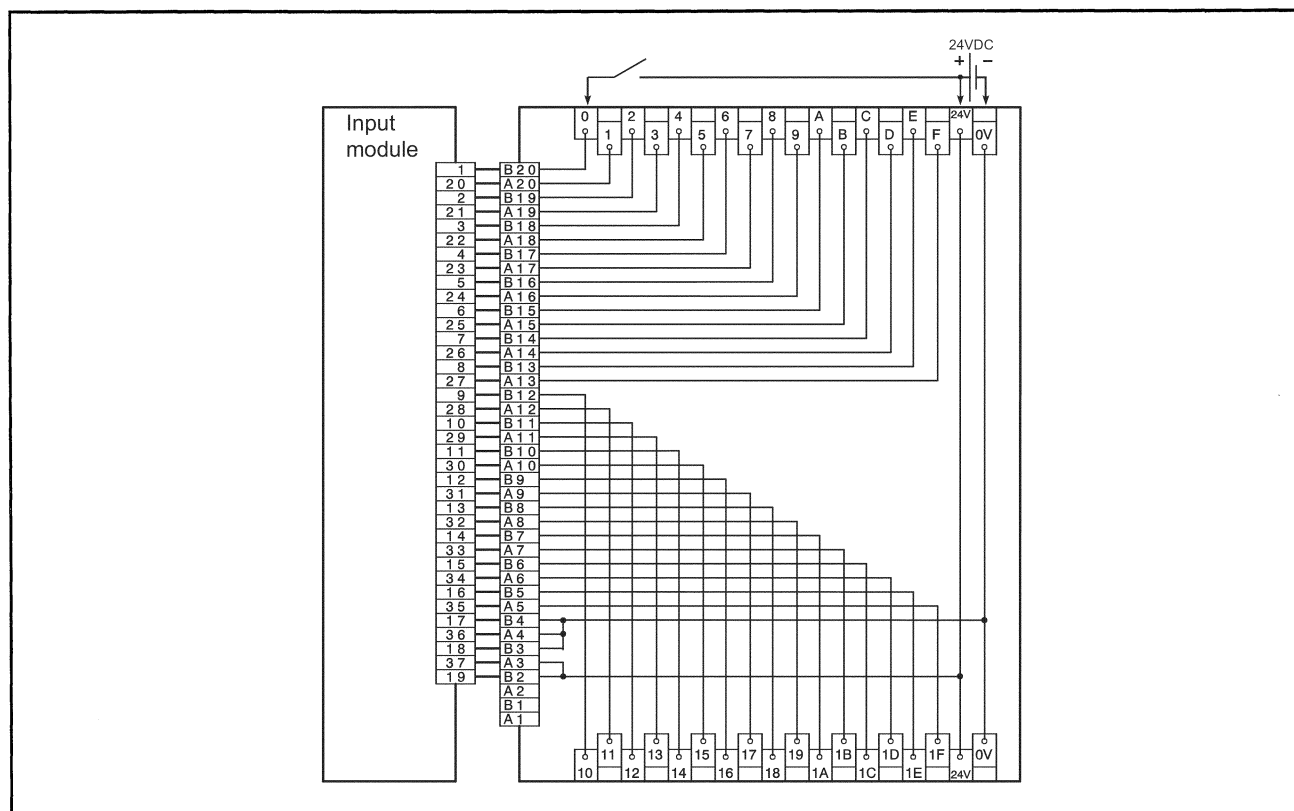 24VDC
+ −
Input
module
0 2 4 6 8 A C E 24V
1 3 5 7 9 B D F 0V
1 B20
20 A20
2 B19
21 A19
3 B18
22 A18
4 B17
23 A17
5 B16
24 A16
6 B15
25 A15
7 B14
26 A14
8 B13
27 A13
9 B12
28 A12
10 B11
29 A11
11 B10
30 A10
12 B9
31 A9
13 B8
32 A8
14 B7
33 A7
15 B6
34 A6
16 B5
35 A5
17 B4
36 A4
18 B3
37 A3
19 B2
A2
B1
A1
11 13 15 17 19 1B 1D 1F 0V
10 12 14 16 18 1A 1C 1E 24V